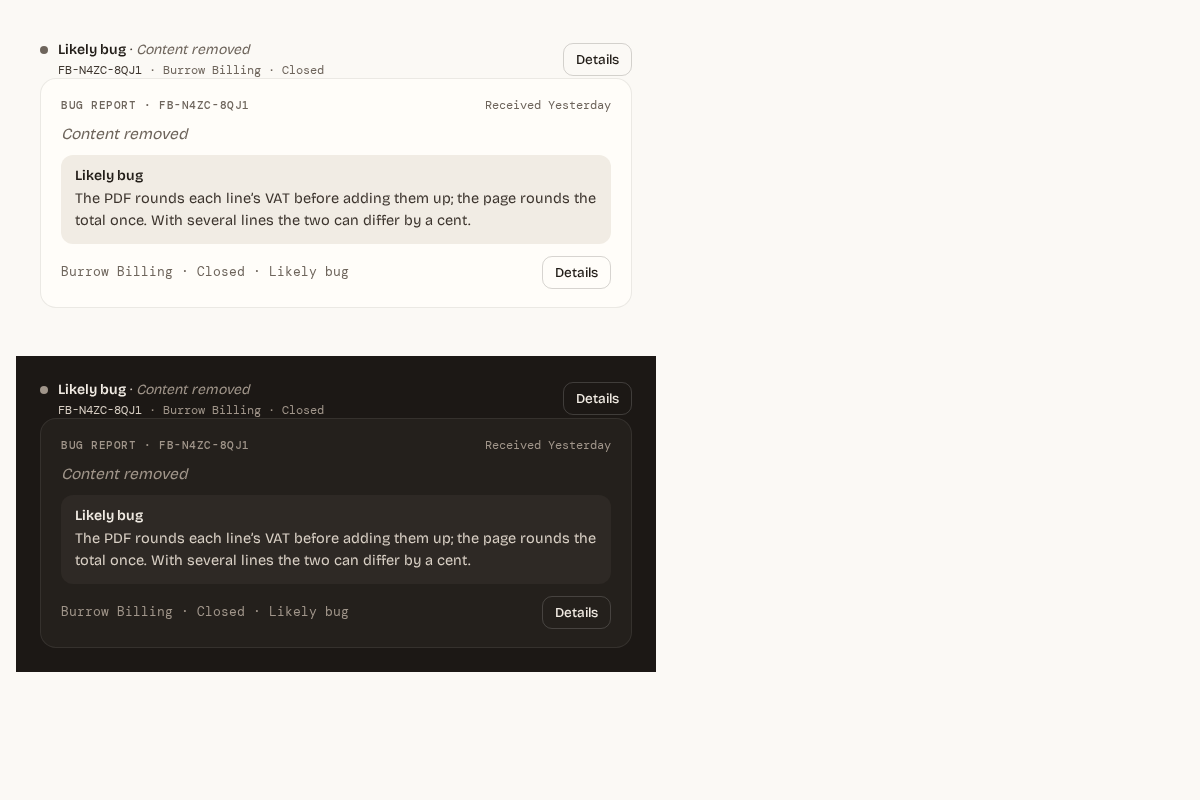 Likely bug · Content removed
Details
FB-N4ZC-8QJ1 · Burrow Billing · Closed
BUG REPORT · FB-N4ZC-8QJ1
Received Yesterday
Content removed
Likely bug
The PDF rounds each line’s VAT before adding them up; the page rounds the
total once. With several lines the two can differ by a cent.
Burrow Billing · Closed · Likely bug
Details
Likely bug · Content removed
Details
FB-N4ZC-8QJ1 · Burrow Billing · Closed
BUG REPORT · FB-N4ZC-8QJ1
Received Yesterday
Content removed
Likely bug
The PDF rounds each line’s VAT before adding them up; the page rounds the
total once. With several lines the two can differ by a cent.
Burrow Billing · Closed · Likely bug
Details